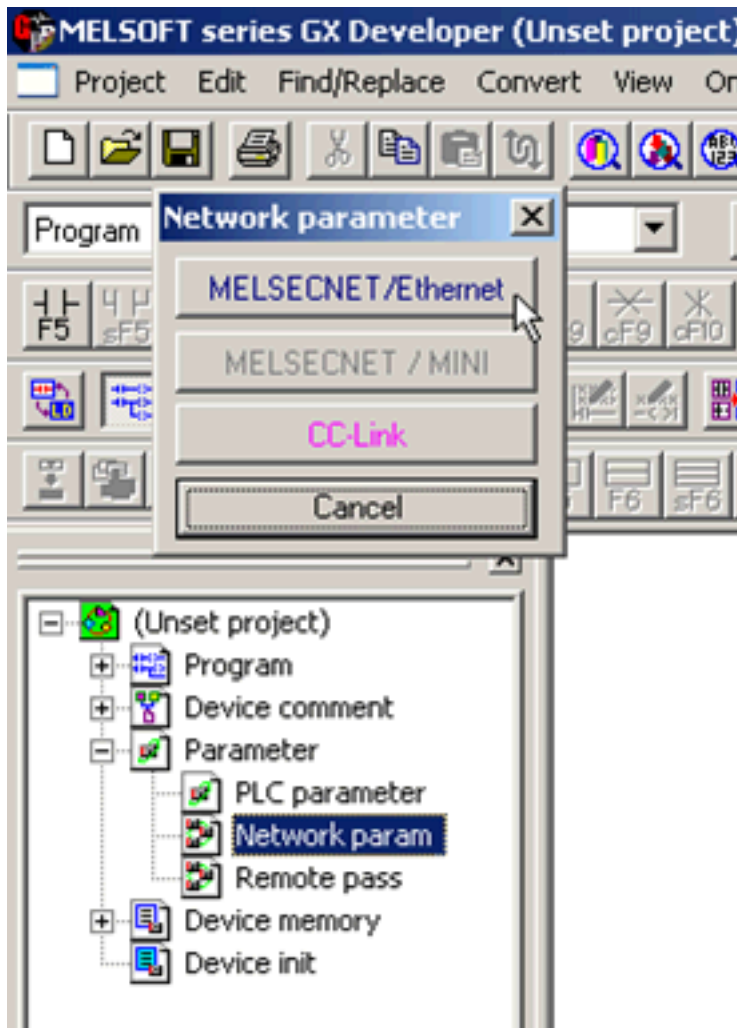 MELSOFT series GX Developer (Unset project)
Project Edit Find/Replace Convert View
Program
Network parameter
MELSECNET/Ethernet
MELSECNET / MINI
CC-Link
Cancel
F5 sF5 cF9 cF10
LD
F6 sF6
(Unset project)
Program
Device comment
Parameter
PLC parameter
Network param
Remote pass
Device memory
Device init